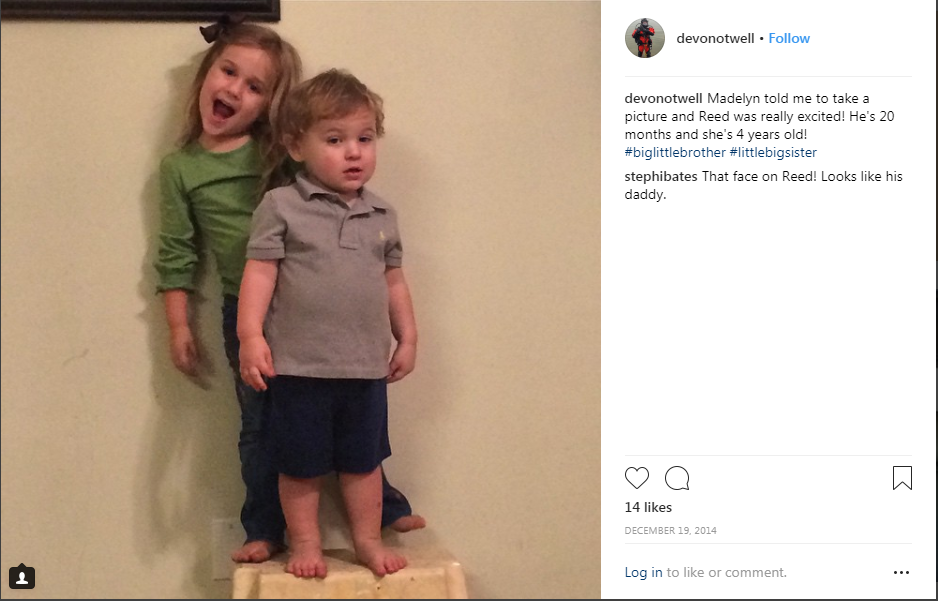 devonotwell • Follow
devonotwell Madelyn told me to take a
picture and Reed was really excited! He's 20
months and she's 4 years old!
#biglittlebrother #littlebigsister
stephibates That face on Reed! Looks like his
daddy.
14 likes
DECEMBER 19, 2014
Log in to like or comment.